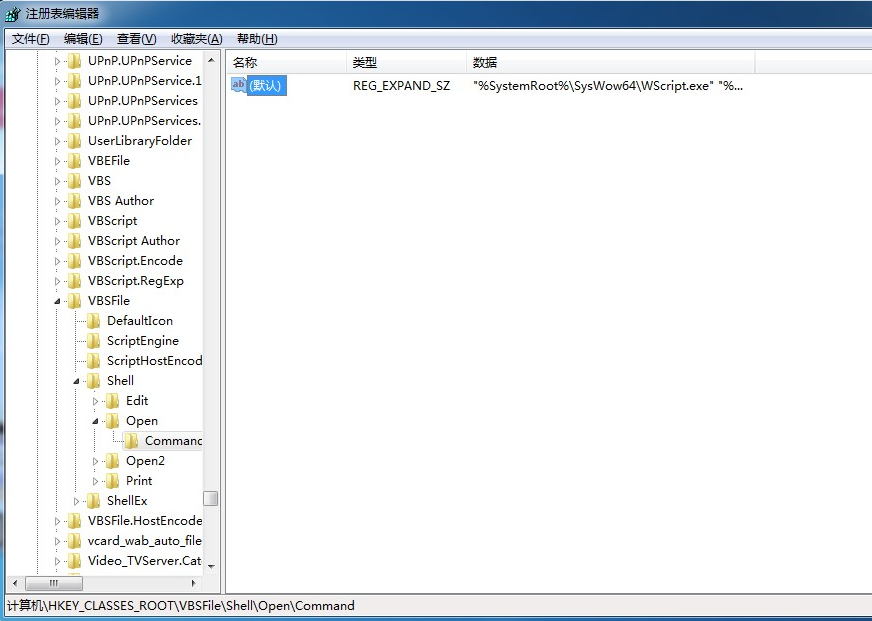 注册表编辑器
文件(F) 编辑(E) 查看(V) 收藏夹(A) 帮助(H)
UPnP.UPnPService
UPnP.UPnPService.1
UPnP.UPnPServices
UPnP.UPnPServices.
UserLibraryFolder
VBEFile
VBS
VBS Author
VBScript
VBScript Author
VBScript.Encode
VBScript.RegExp
VBSFile
DefaultIcon
ScriptEngine
ScriptHostEncod
Shell
Edit
Open
Command
Open2
Print
ShellEx
VBSFile.HostEncode
vcard_wab_auto_file
Video_TVServer.Cat
名称 类型 数据
ab (默认) REG_EXPAND_SZ "%SystemRoot%\SysWow64\WScript.exe" "%...
计算机\HKEY_CLASSES_ROOT\VBSFile\Shell\Open\Command